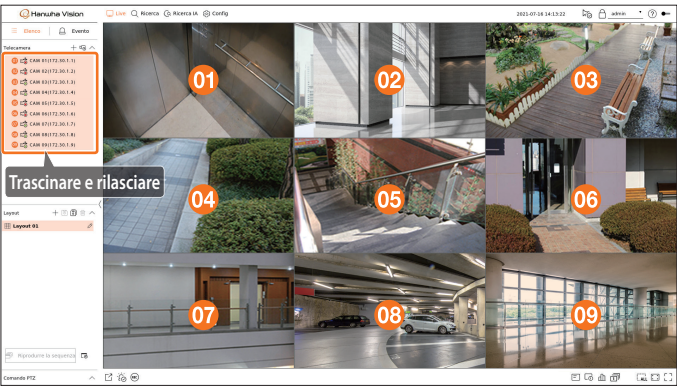 Hanwha Vision
Live
Ricerca
Ricerca IA
Config
2021-07-16 14:13:22
admin
Elenco
Evento
Telecamera
CAM 01(172.30.1.1)
CAM 02(172.30.1.2)
CAM 03(172.30.1.3)
CAM 04(172.30.1.4)
CAM 05(172.30.1.5)
CAM 06(172.30.1.6)
CAM 07(172.30.1.7)
CAM 08(172.30.1.8)
CAM 09(172.30.1.9)
Trascinare e rilasciare
Layout
Layout 01
Riprodurre la sequenza
Comando PTZ
01
02
03
04
05
06
07
08
09